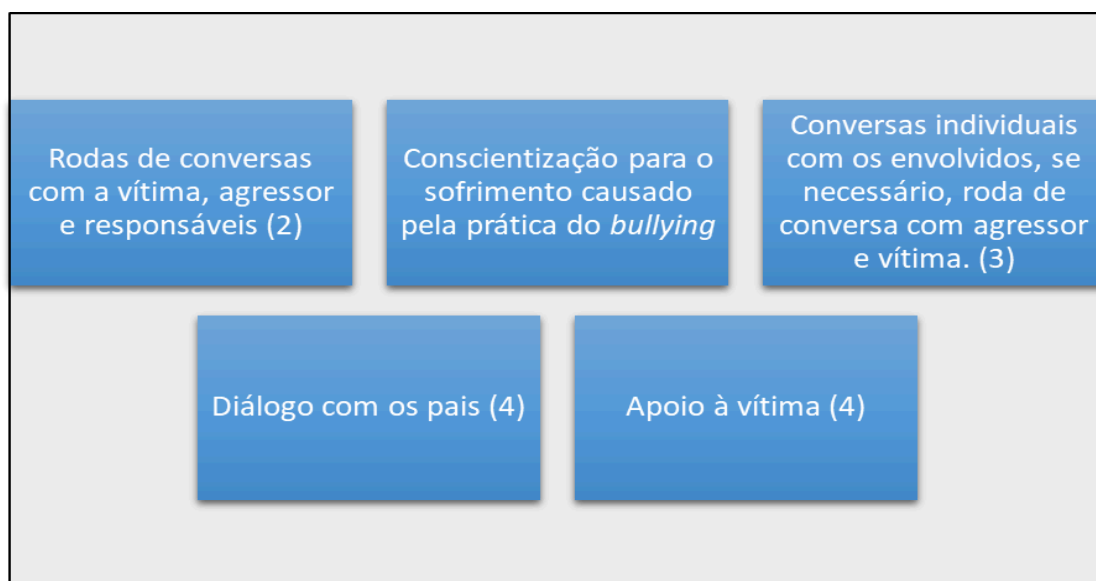 Rodas de conversas
com a vítima, agressor
e responsáveis (2)
Conscientização para o
sofrimento causado
pela prática do bullying
Conversas individuais
com os envolvidos, se
necessário, roda de
conversa com agressor
e vítima. (3)
Diálogo com os pais (4)
Apoio à vítima (4)